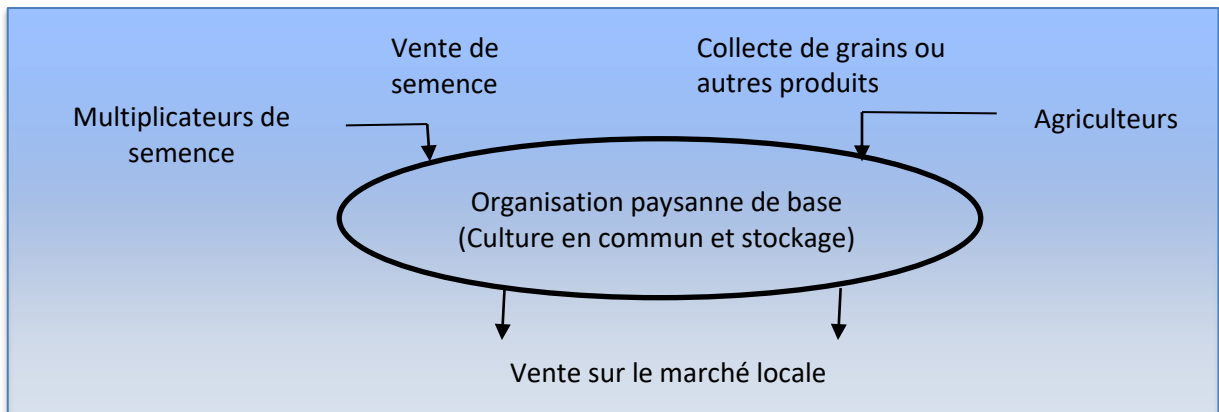 Vente de
semence
Collecte de grains ou
autres produits
Multiplicateurs de
semence
Agriculteurs
Organisation paysanne de base
(Culture en commun et stockage)
Vente sur le marché locale